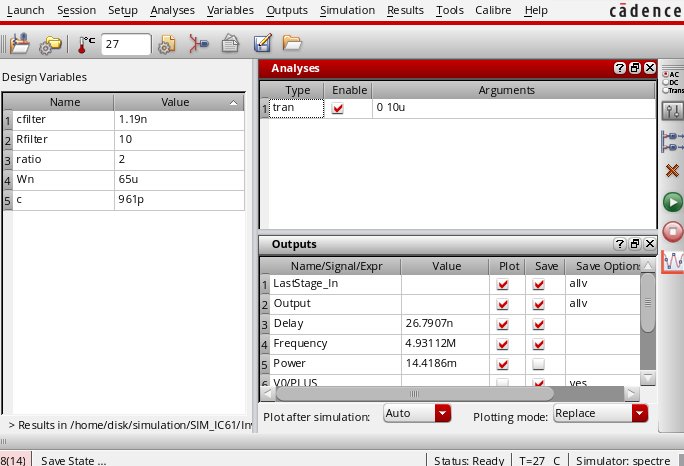 Launch Session Setup Analyses Variables Outputs Simulation Results Tools Calibre Help cādence
°C 27
Design Variables
Name Value
1 cfilter 1.19n
2 Rfilter 10
3 ratio 2
4 Wn 65u
5 c 961p
> Results in /home/disk/simulation/SIM_IC61/Inv
Analyses
Type Enable Arguments
1 tran 0 10u
Outputs
Name/Signal/Expr Value Plot Save Save Options
1 LastStage_In allv
2 Output allv
3 Delay 26.7907n
4 Frequency 4.93112M
5 Power 14.4186m
6 V0/PLUS yes
Plot after simulation: Auto Plotting mode: Replace
AC
DC
Trans
8(14) Save State ... Status: Ready T=27 C Simulator: spectre